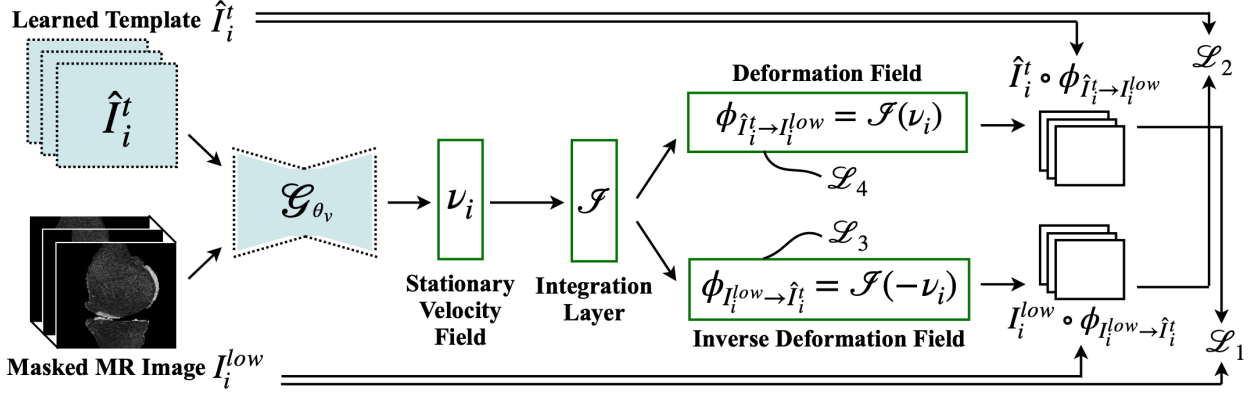 Learned Template Î_i^t
Î_i^t
𝒢_{θ_v}
Masked MR Image I_i^{low}
ν_i
Stationary
Velocity
Field
ℐ
Integration
Layer
Deformation Field
ϕ_{Î_i^t→I_i^{low}} = ℐ(ν_i)
ℒ_4
ℒ_3
ϕ_{I_i^{low}→Î_i^t} = ℐ(−ν_i)
Inverse Deformation Field
Î_i^t ∘ ϕ_{Î_i^t→I_i^{low}}
I_i^{low} ∘ ϕ_{I_i^{low}→Î_i^t}
ℒ_2
ℒ_1